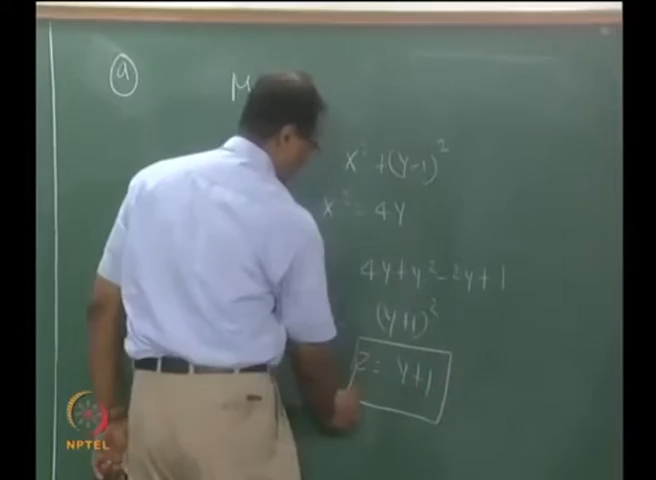 a
M
x² + (y-1)²
x² = 4y
4y + y² - 2y + 1
(y+1)²
z = y+1
NPTEL